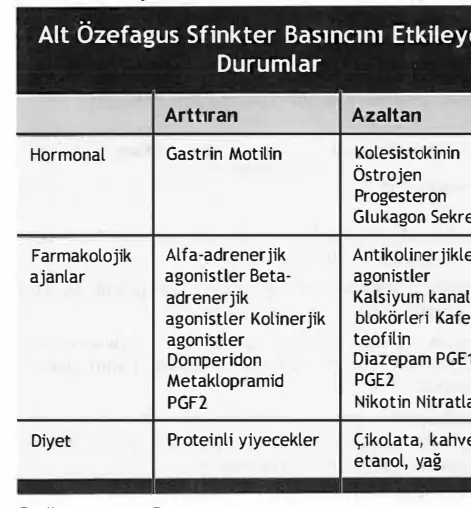 Alt Özefagus Sfinkter Basıncını Etkileye
Durumlar
Arttıran
Azaltan
Hormonal
Gastrin Motilin
Kolesistokinin
Östrojen
Progesteron
Glukagon Sekre
Farmakolojik
ajanlar
Alfa-adrenerjik
agonistler Beta-
adrenerjik
agonistler Kolinerjik
agonistler
Domperidon
Metaklopramid
PGF2
Antikolinerjikle
agonistler
Kalsiyum kanal
blokörleri Kafe
teofilin
Diazepam PGE1
PGE2
Nikotin Nitratla
Diyet
Proteinli yiyecekler
Çikolata, kahve
etanol, yağ